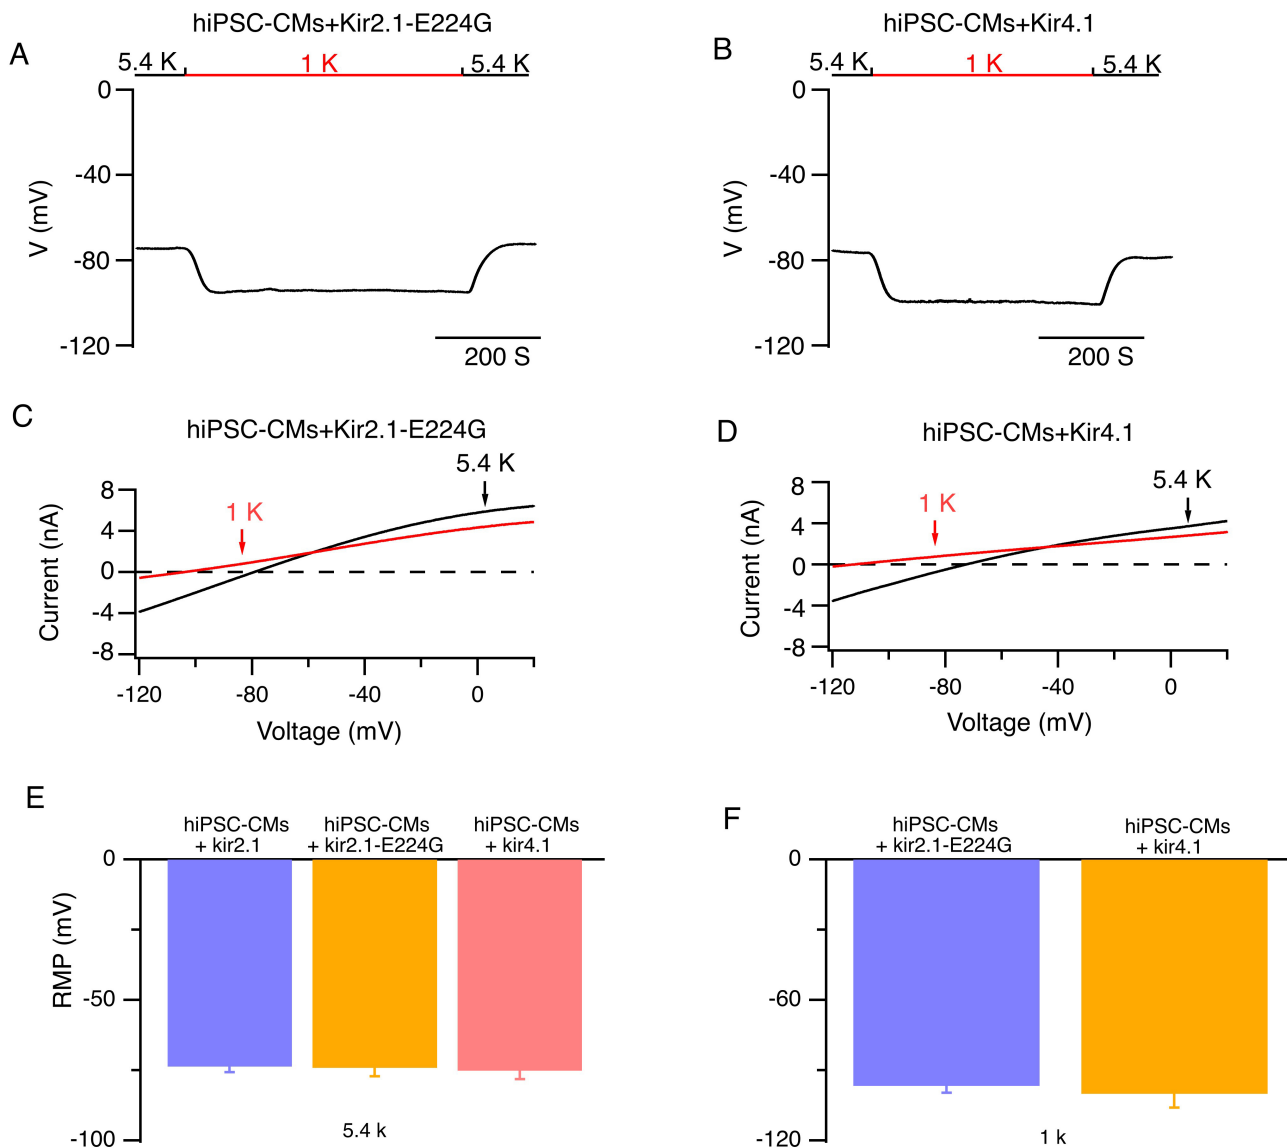 A
hiPSC-CMs+Kir2.1-E224G
5.4 K
1 K
5.4 K
0
-40
-80
-120
V (mV)
200 S
B
hiPSC-CMs+Kir4.1
5.4 K
1 K
5.4 K
0
-40
-80
-120
V (mV)
200 S
C
hiPSC-CMs+Kir2.1-E224G
5.4 K
1 K
8
4
0
-4
-8
Current (nA)
-120
-80
-40
0
Voltage (mV)
D
hiPSC-CMs+Kir4.1
5.4 K
1 K
8
4
0
-4
-8
Current (nA)
-120
-80
-40
0
Voltage (mV)
E
hiPSC-CMs
+ kir2.1
hiPSC-CMs
+ kir2.1-E224G
hiPSC-CMs
+ kir4.1
0
-50
-100
RMP (mV)
5.4 k
F
hiPSC-CMs
+ kir2.1-E224G
hiPSC-CMs
+ kir4.1
0
-60
-120
1 k